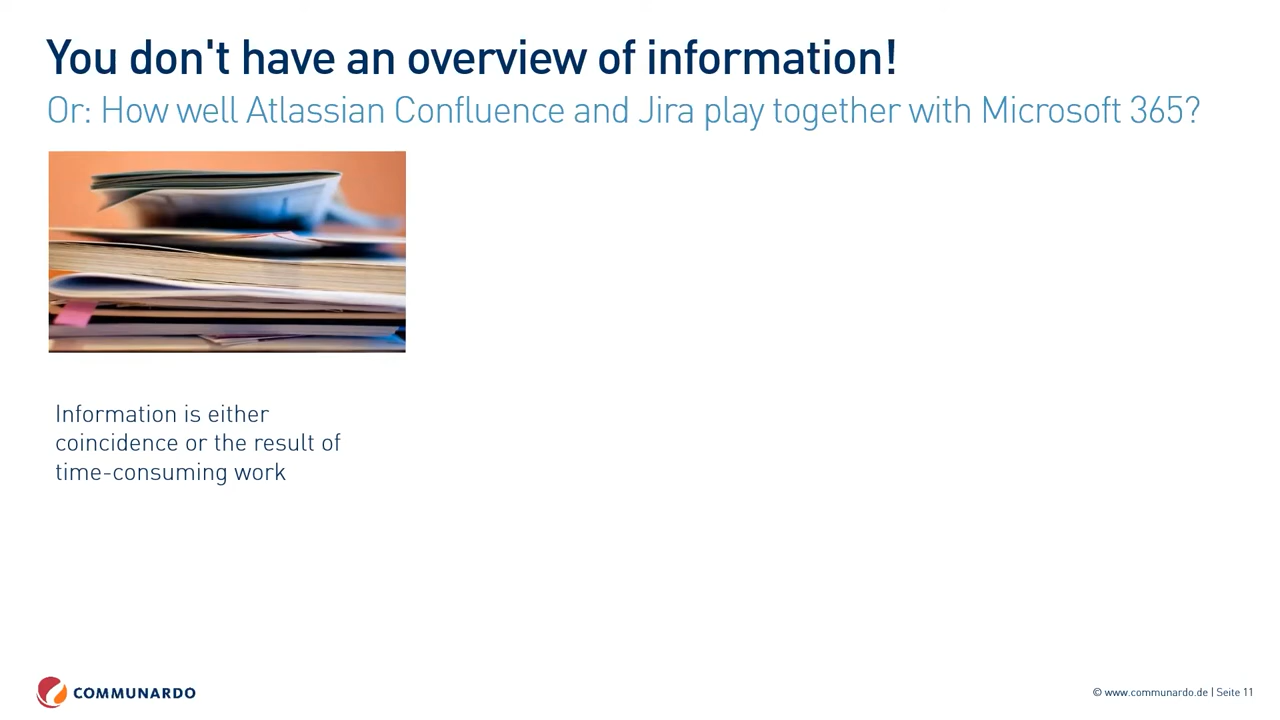 You don't have an overview of information!
Or: How well Atlassian Confluence and Jira play together with Microsoft 365?
Information is either
coincidence or the result of
time-consuming work
COMMUNARDO
© www.communardo.de | Seite 11